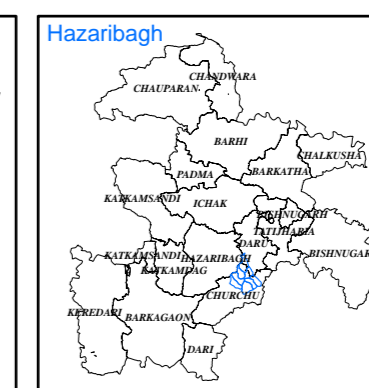 Hazaribagh
CHANDWARA
CHAUPARAN
BARHI
CHALKUSHA
PADMA
BARKATHA
KATKAMSANDI
ICHAK
BISHNUGARH
TATIJHARIA
DARU
BISHNUGAR
KATKAMSANDI
HAZARIBAGH
KATKAMDAG
CHURCHU
KEREDARI
BARKAGAON
DARI